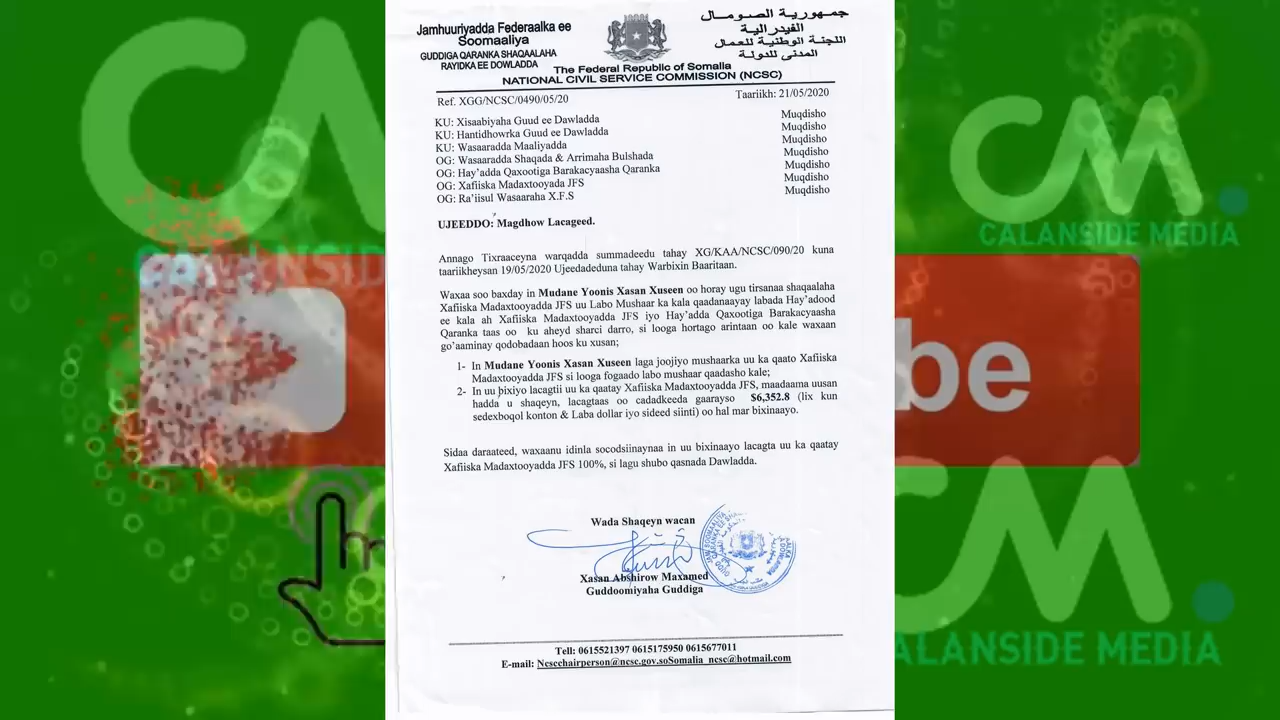 Jamhuuriyadda Federaalka ee
Soomaaliya
GUDDIGA QARANKA SHAQAALAHA
RAYIDKA EE DOWLADDA
جمهورية الصومال
الفيدرالية
اللجنة الوطنية للعمال
المدنى للدولة
The Federal Republic of Somalia
NATIONAL CIVIL SERVICE COMMISSION (NCSC)
Ref. XGG/NCSC/0490/05/20
Taariikh: 21/05/2020
KU: Xisaabiyaha Guud ee Dawladda Muqdisho
KU: Hantidhowrka Guud ee Dawladda Muqdisho
KU: Wasaaradda Maaliyadda Muqdisho
OG: Wasaaradda Shaqada & Arrimaha Bulshada Muqdisho
OG: Hay'adda Qaxootiga Barakacyaasha Qaranka Muqdisho
OG: Xafiiska Madaxtooyada JFS Muqdisho
OG: Ra'iisul Wasaaraha X.F.S Muqdisho
UJEEDDO: Magdhow Lacageed.
Annago Tixraaceyna warqadda summadeedu tahay XG/KAA/NCSC/090/20 kuna
taariikheysan 19/05/2020 Ujeedadeduna tahay Warbixin Baaritaan.
Waxaa soo baxday in Mudane Yoonis Xasan Xuseen oo horay ugu tirsanaa shaqaalaha
Xafiiska Madaxtooyadda JFS uu Labo Mushaar ka kala qaadanaayay labada Hay'adood
ee kala ah Xafiiska Madaxtooyadda JFS iyo Hay'adda Qaxootiga Barakacyaasha
Qaranka taas oo ku aheyd sharci darro, si looga hortago arintaan oo kale waxaan
go'aaminay qodobadaan hoos ku xusan;
1- In Mudane Yoonis Xasan Xuseen laga joojiyo mushaarka uu ka qaato Xafiiska
Madaxtooyadda JFS si looga fogaado labo mushaar qaadasho kale;
2- In uu bixiyo lacagtii uu ka qaatay Xafiiska Madaxtooyadda JFS, maadaama uusan
hadda u shaqeyn, lacagtaas oo cadadkeeda gaarayso $6,352.8 (lix kun
sedexboqol konton & Laba dollar iyo sideed siinti) oo hal mar bixinaayo.
Sidaa daraateed, waxaanu idinla socodsiinaynaa in uu bixinaayo lacagta uu ka qaatay
Xafiiska Madaxtooyadda JFS 100%, si lagu shubo qasnada Dawladda.
Wada Shaqeyn wacan
Xasan Abshirow Maxamed
Guddoomiyaha Guddiga
Tell: 0615521397 0615175950 0615677011
E-mail: Ncscchairperson@ncsc.gov.soSomalia_ncsc@hotmail.com
CM
CALANSIDE MEDIA
be
CM
CALANSIDE MEDIA